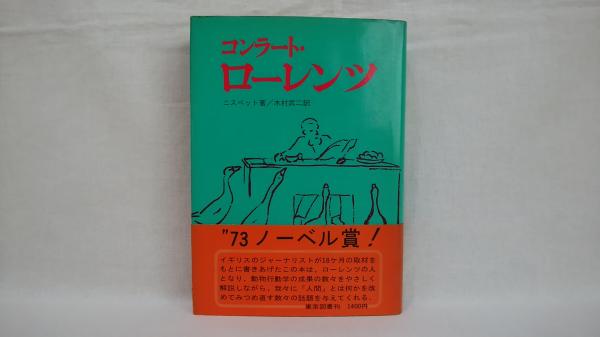 コンラート・
ローレンツ
ニスベット著／木村武二訳
"73 ノーベル賞！
イギリスのジャーナリストが18ケ月の取材を
もとに書きあげたこの本は、ローレンツの人
となり、動物行動学の成果の数々をやさしく
解説しながら、我々に「人間」とは何かを改
めてみつめ直す数々の話題を与えてくれる.
東京図書刊 1400円